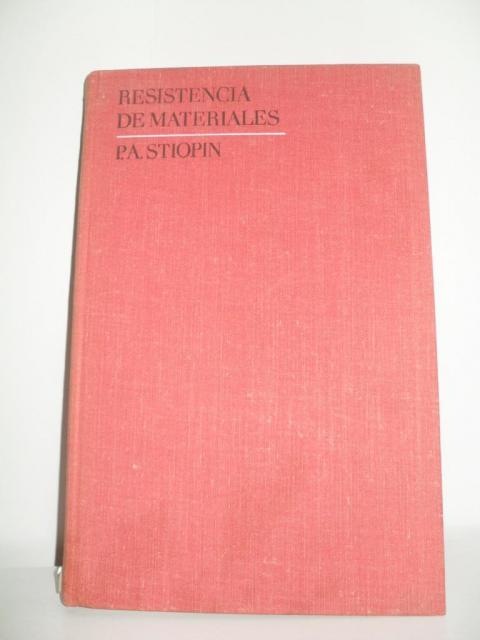 RESISTENCIA
DE MATERIALES
P.A. STIOPIN